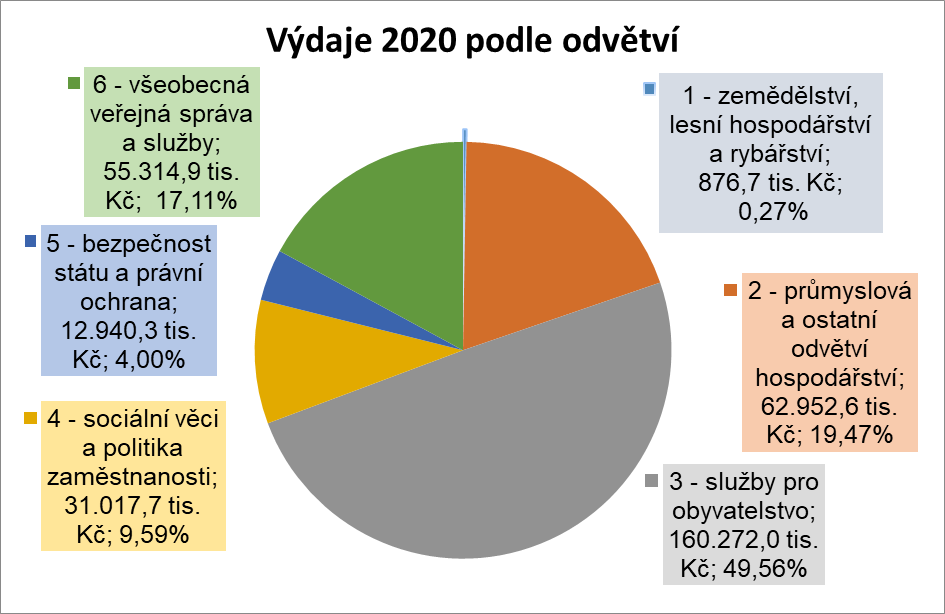 Výdaje 2020 podle odvětví
6 - všeobecná
veřejná správa
a služby;
55.314,9 tis.
Kč;  17,11%
1 - zemědělství,
lesní hospodářství
a rybářství;
876,7 tis. Kč;
0,27%
5 - bezpečnost
státu a právní
ochrana;
12.940,3 tis.
Kč; 4,00%
2 - průmyslová
a ostatní
odvětví
hospodářství;
62.952,6 tis.
Kč; 19,47%
4 - sociální věci
a politika
zaměstnanosti;
31.017,7 tis.
Kč; 9,59%
3 - služby pro
obyvatelstvo;
160.272,0 tis.
Kč; 49,56%